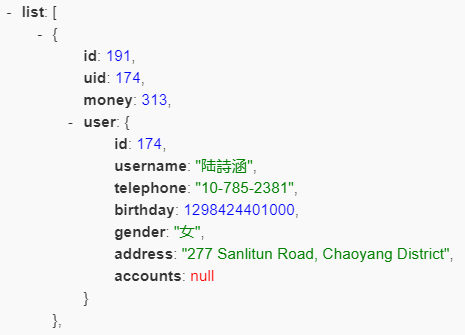 - list: [
- {
id: 191,
uid: 174,
money: 313,
- user: {
id: 174,
username: "陆詩涵",
telephone: "10-785-2381",
birthday: 1298424401000,
gender: "女",
address: "277 Sanlitun Road, Chaoyang District",
accounts: null
}
},